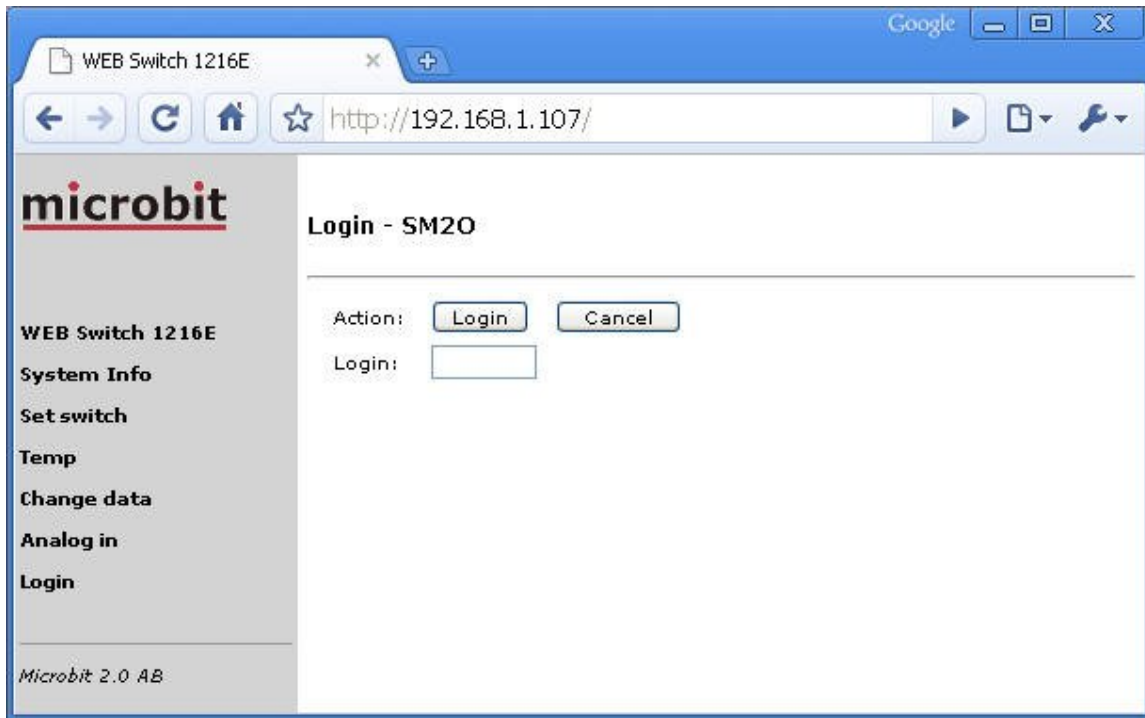 Google
WEB Switch 1216E
http://192.168.1.107/
microbit
WEB Switch 1216E
System Info
Set switch
Temp
Change data
Analog in
Login
Microbit 2.0 AB
Login - SM2O
Action: Login Cancel
Login: